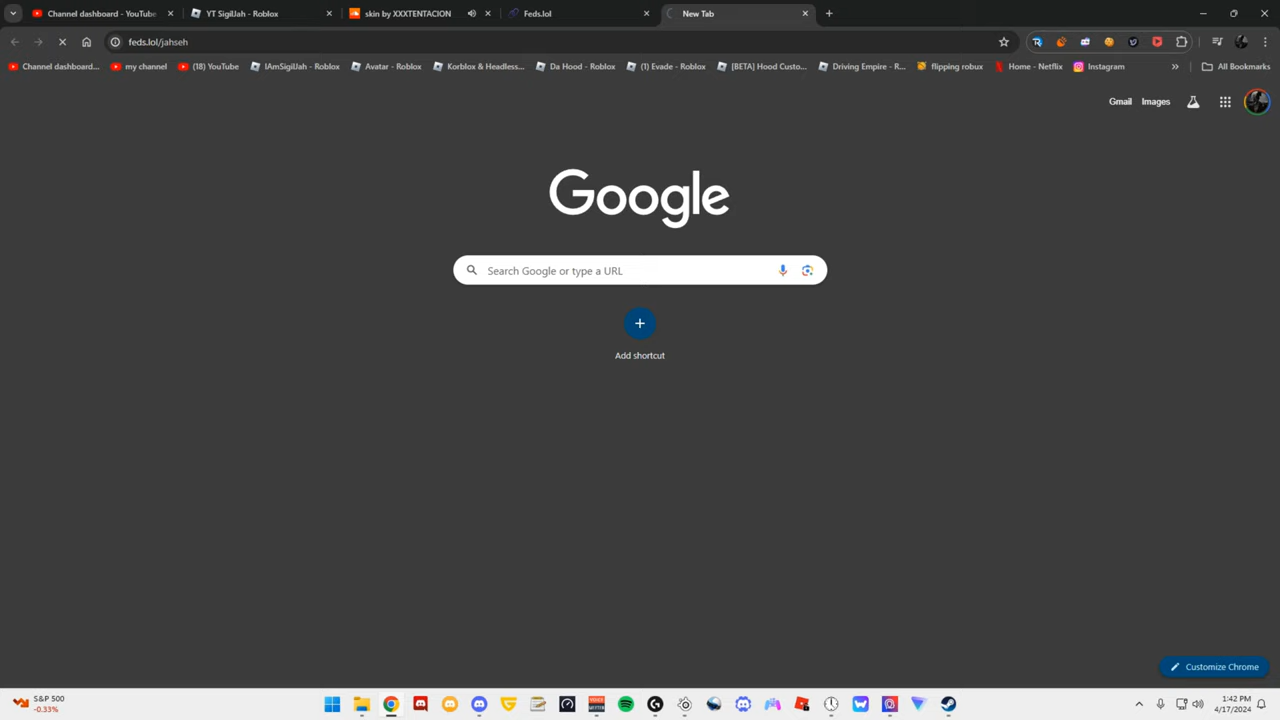 Channel dashboard - YouTube
YT SigilJah - Roblox
skin by XXXTENTACION
Feds.lol
New Tab
feds.lol/jahseh
Channel dashboard...
my channel
(18) YouTube
IAmSigilJah - Roblox
Avatar - Roblox
Korblox & Headless...
Da Hood - Roblox
(1) Evade - Roblox
[BETA] Hood Custo...
Driving Empire - R...
flipping robux
Home - Netflix
Instagram
All Bookmarks
Gmail
Images
Google
Search Google or type a URL
Add shortcut
Customize Chrome
S&P 500
-0.33%
1:42 PM
4/17/2024